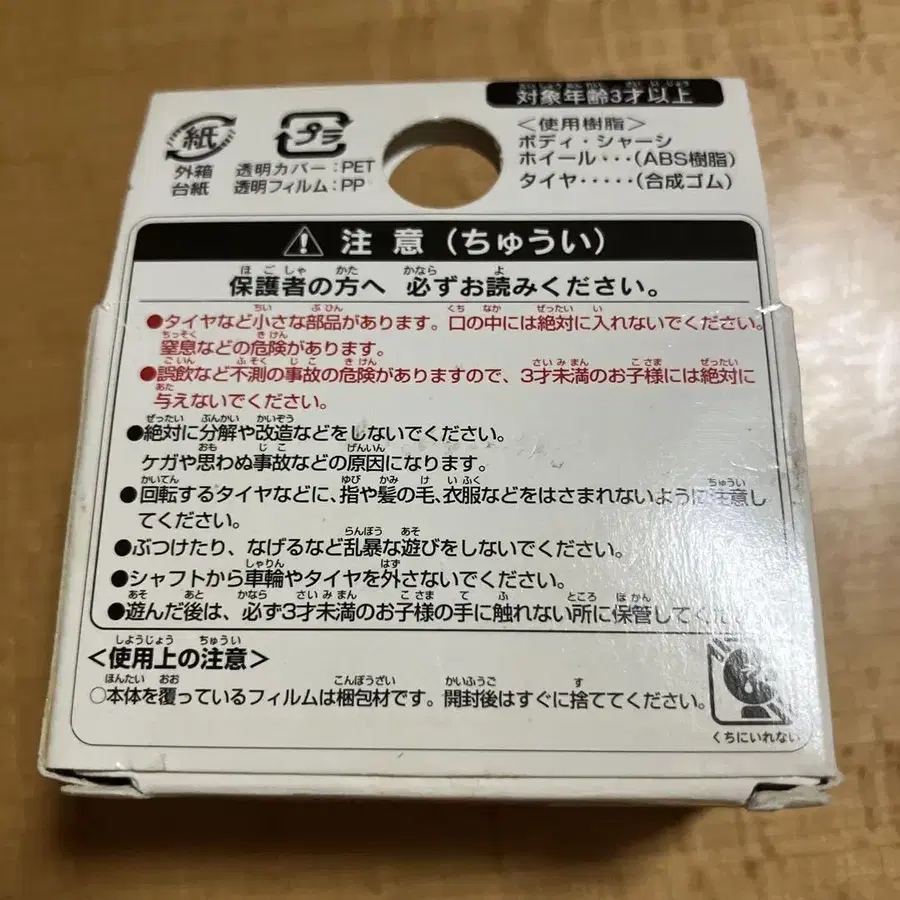 対象年齢3才以上
紙
外箱
台紙
プラ
透明カバー：PET
透明フィルム：PP
＜使用樹脂＞
ボディ・シャーシ
ホイール・・・(ABS樹脂)
タイヤ・・・・・(合成ゴム)
注意（ちゅうい）
保護者の方へ 必ずお読みください。
●タイヤなど小さな部品があります。口の中には絶対に入れないでください。
窒息などの危険があります。
●誤飲など不測の事故の危険がありますので、3才未満のお子様には絶対に
与えないでください。
●絶対に分解や改造などをしないでください。
ケガや思わぬ事故などの原因になります。
●回転するタイヤなどに、指や髪の毛、衣服などをはさまれないように注意し
てください。
●ぶつけたり、なげるなど乱暴な遊びをしないでください。
●シャフトから車輪やタイヤを外さないでください。
●遊んだ後は、必ず3才未満のお子様の手に触れない所に保管してくだ
＜使用上の注意＞
○本体を覆っているフィルムは梱包材です。開封後はすぐに捨ててください。
くちにいれない